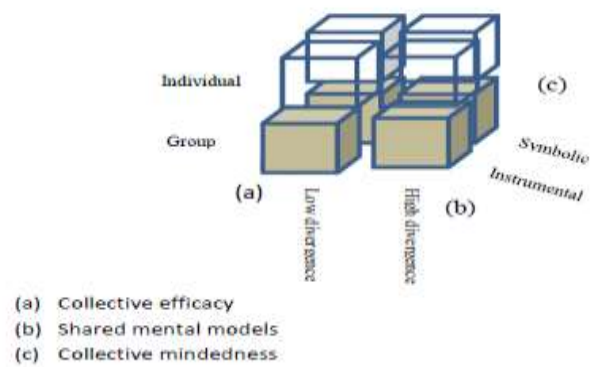 Individual
(c)
Group
Symbolic
Instrumental
(a)
Low divergence
High divergence
(b)
(a) Collective efficacy
(b) Shared mental models
(c) Collective mindedness